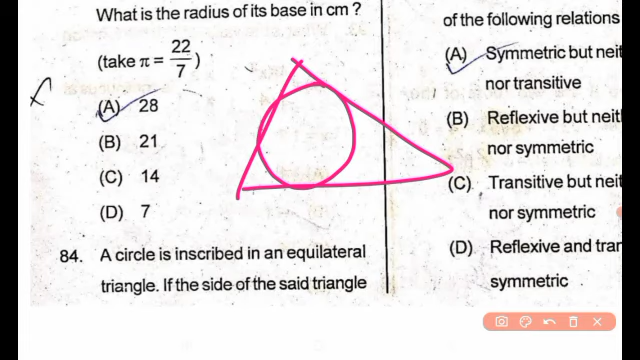 What is the radius of its base in cm ?
(take π = 22/7)
(A) 28
(B) 21
(C) 14
(D) 7
84. A circle is inscribed in an equilateral
triangle. If the side of the said triangle
of the following relations
(A) Symmetric but neit
nor transitive
(B) Reflexive but neit
nor symmetric
(C) Transitive but neit
nor symmetric
(D) Reflexive and tran
symmetric